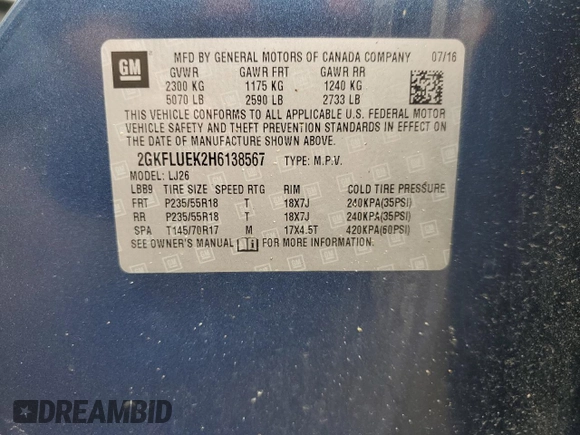 GM
MFD BY GENERAL MOTORS OF CANADA COMPANY 07/16
GVWR GAWR FRT GAWR RR
2300 KG 1175 KG 1240 KG
5070 LB 2590 LB 2733 LB
THIS VEHICLE CONFORMS TO ALL APPLICABLE U.S. FEDERAL MOTOR
VEHICLE SAFETY AND THEFT PREVENTION STANDARDS IN EFFECT ON
THE DATE OF MANUFACTURE SHOWN ABOVE.
2GKFLUEK2H6138567 TYPE: M.P.V.
MODEL: LJ26
LBB9 TIRE SIZE SPEED RTG RIM COLD TIRE PRESSURE
FRT P235/55R18 T 18X7J 240KPA(35PSI)
RR P235/55R18 T 18X7J 240KPA(35PSI)
SPA T145/70R17 M 17X4.5T 420KPA(60PSI)
SEE OWNER'S MANUAL FOR MORE INFORMATION
DREAMBID